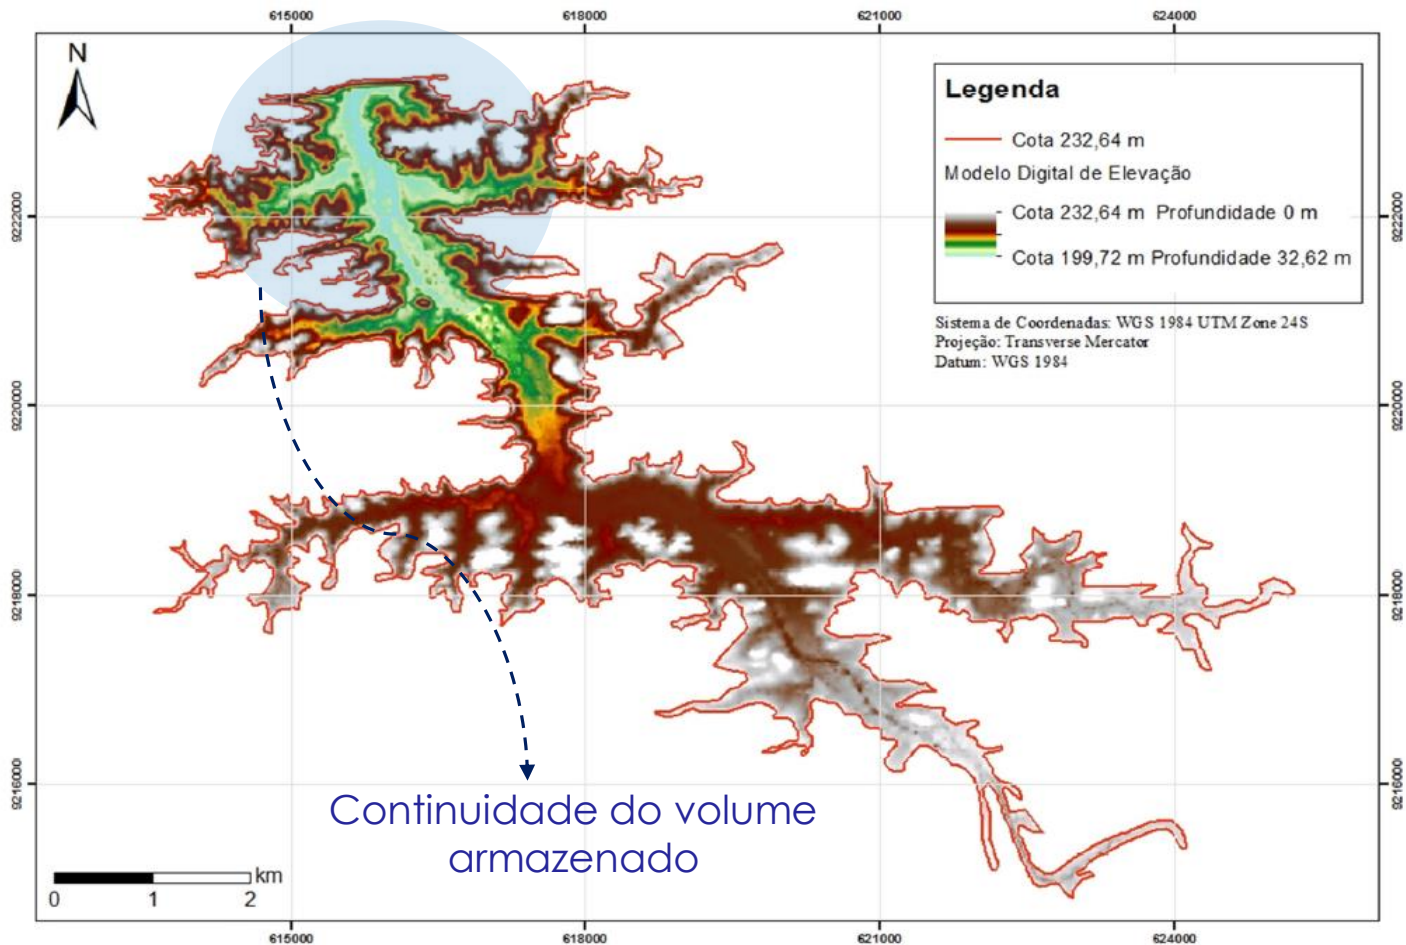 615000 618000 621000 624000
N
Legenda
Cota 232,64 m
Modelo Digital de Elevação
Cota 232,64 m Profundidade 0 m
Cota 199,72 m Profundidade 32,62 m
Sistema de Coordenadas: WGS 1984 UTM Zone 24S
Projeção: Transverse Mercator
Datum: WGS 1984
9222000 9222000
9220000 9220000
9218000 9218000
9216000 9216000
Continuidade do volume
armazenado
km
0 1 2
615000 618000 621000 624000